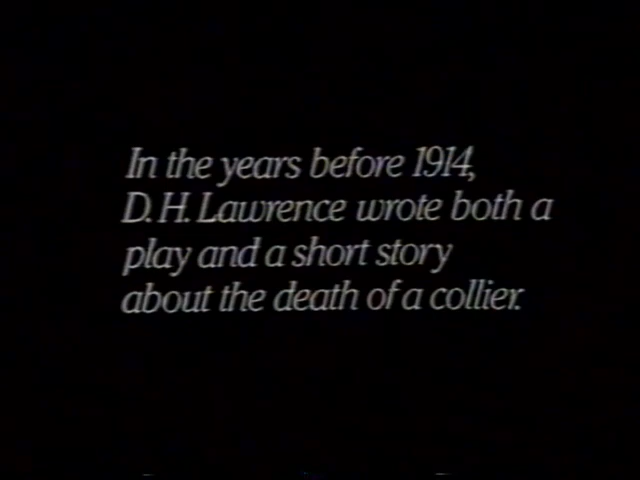 In the years before 1914,
D. H. Lawrence wrote both a
play and a short story
about the death of a collier.